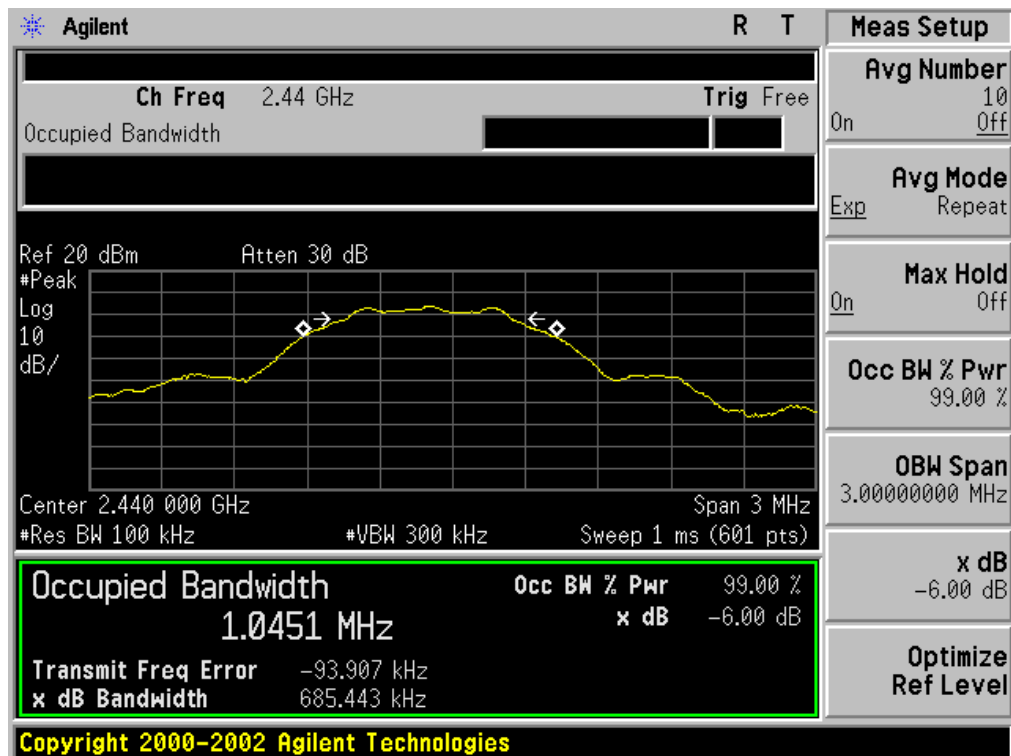 Agilent R T
Ch Freq 2.44 GHz Trig Free
Occupied Bandwidth
Ref 20 dBm Atten 30 dB
#Peak
Log
10
dB/
Center 2.440 000 GHz Span 3 MHz
#Res BW 100 kHz #VBW 300 kHz Sweep 1 ms (601 pts)
Occupied Bandwidth Occ BW % Pwr 99.00 %
1.0451 MHz x dB -6.00 dB
Transmit Freq Error -93.907 kHz
x dB Bandwidth 685.443 kHz
Copyright 2000-2002 Agilent Technologies
Meas Setup
Avg Number
10
On Off
Avg Mode
Exp Repeat
Max Hold
On Off
Occ BW % Pwr
99.00 %
OBW Span
3.00000000 MHz
x dB
-6.00 dB
Optimize
Ref Level